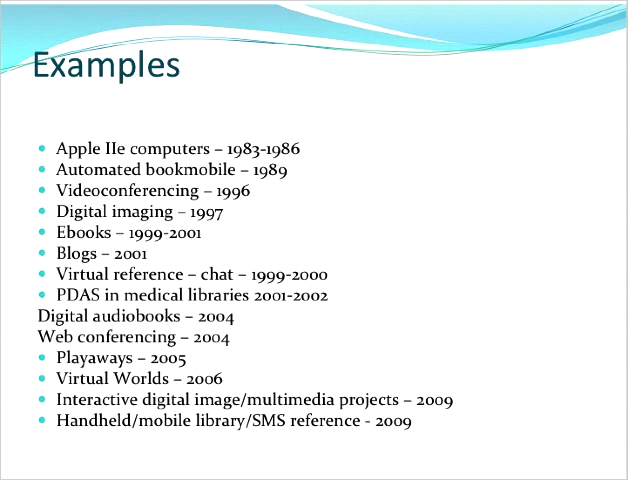 Examples
• Apple IIe computers – 1983-1986
• Automated bookmobile – 1989
• Videoconferencing – 1996
• Digital imaging – 1997
• Ebooks – 1999-2001
• Blogs – 2001
• Virtual reference – chat – 1999-2000
• PDAS in medical libraries 2001-2002
Digital audiobooks – 2004
Web conferencing – 2004
• Playaways – 2005
• Virtual Worlds – 2006
• Interactive digital image/multimedia projects – 2009
• Handheld/mobile library/SMS reference - 2009